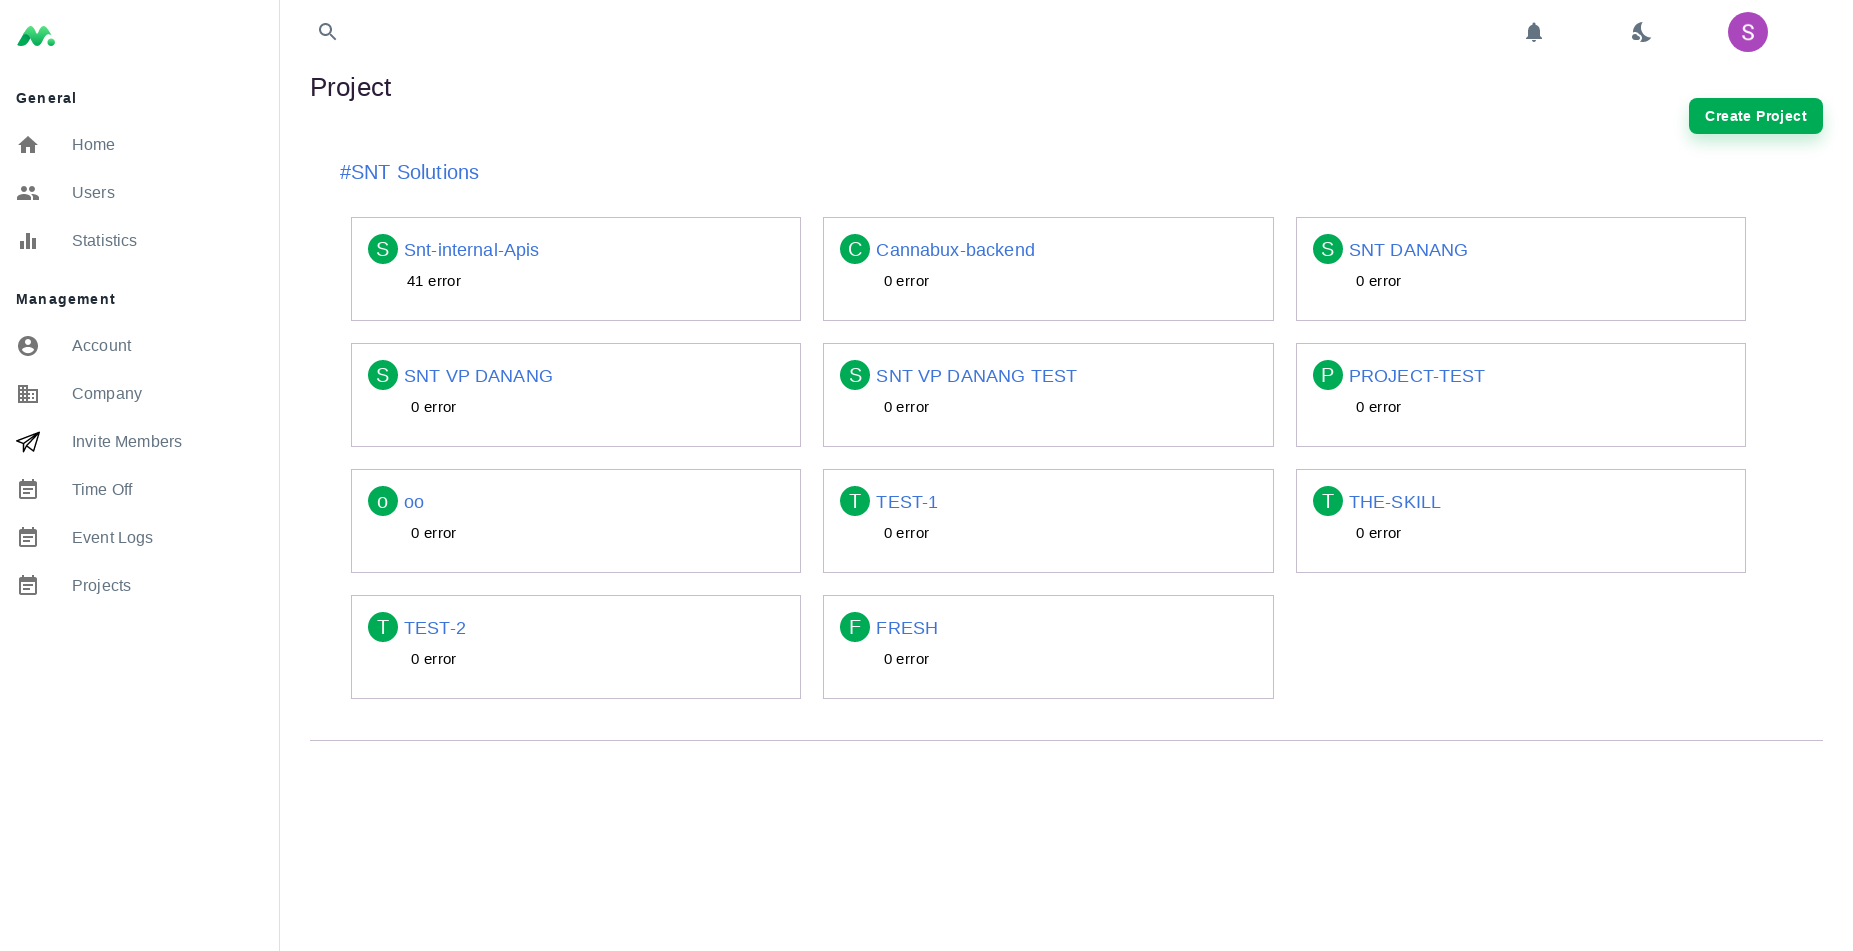 S
Project
Create Project
General
Home
Users
Statistics
Management
Account
Company
Invite Members
Time Off
Event Logs
Projects
#SNT Solutions
S Snt-internal-Apis
41 error
C Cannabux-backend
0 error
S SNT DANANG
0 error
S SNT VP DANANG
0 error
S SNT VP DANANG TEST
0 error
P PROJECT-TEST
0 error
o oo
0 error
T TEST-1
0 error
T THE-SKILL
0 error
T TEST-2
0 error
F FRESH
0 error